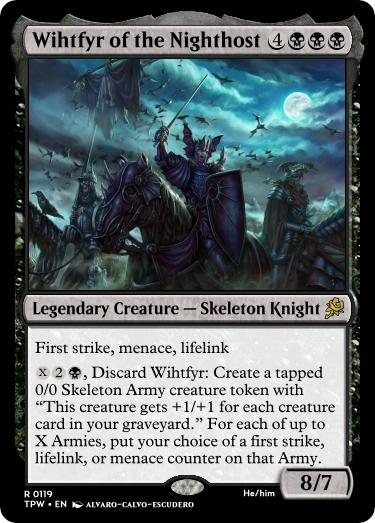 Wihtfyr of the Nighthost 4
Legendary Creature — Skeleton Knight
First strike, menace, lifelink
X 2, Discard Wihtfyr: Create a tapped
0/0 Skeleton Army creature token with
“This creature gets +1/+1 for each creature
card in your graveyard.” For each of up to
X Armies, put your choice of a first strike,
lifelink, or menace counter on that Army.
8/7
R 0119
He/him
TPW • EN ALVARO-CALVO-ESCUDERO